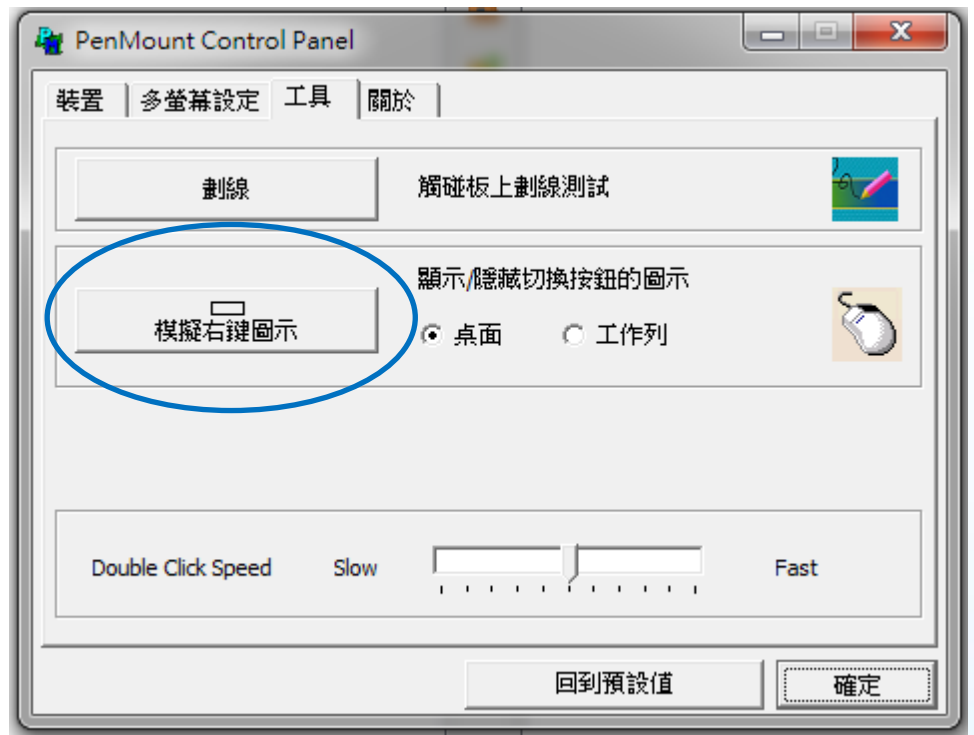 PenMount Control Panel
裝置 多螢幕設定 工具 關於
劃線 觸碰板上劃線測試
顯示/隱藏切換按鈕的圖示
模擬右鍵圖示
桌面 工作列
Double Click Speed Slow Fast
回到預設值 確定